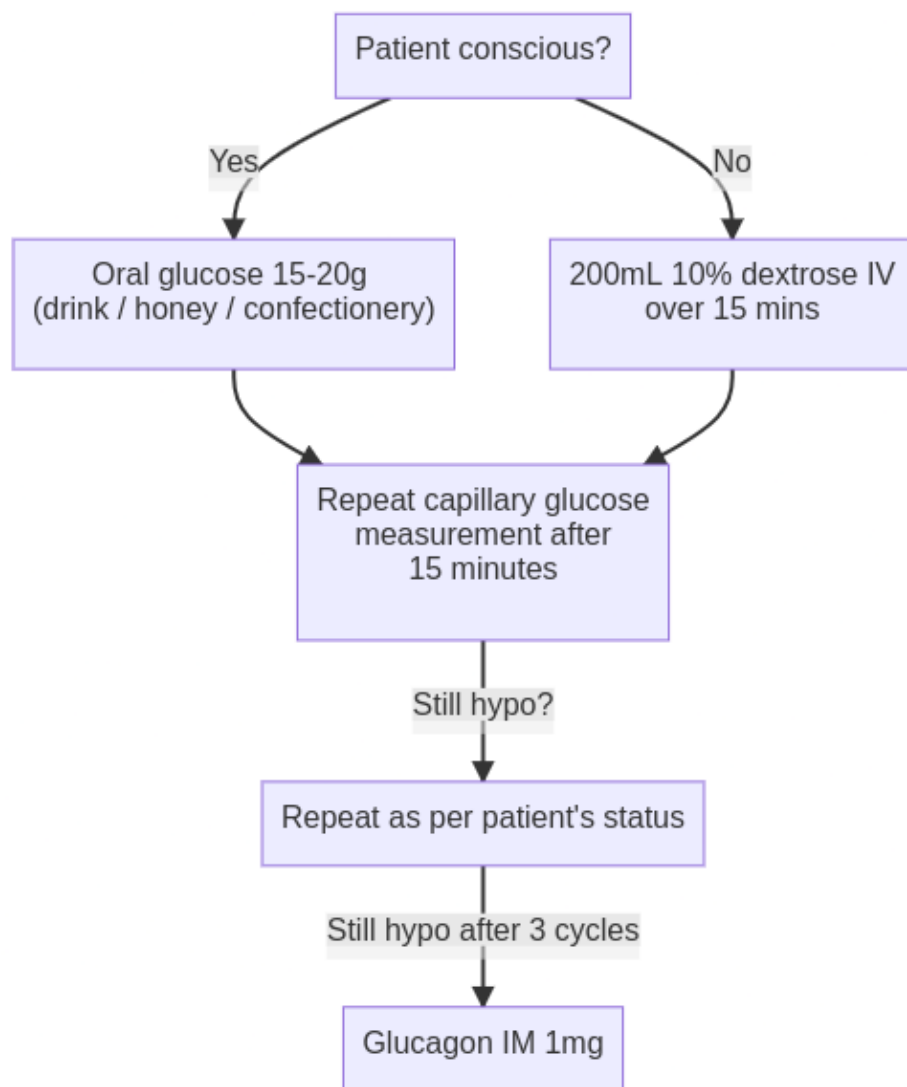 Patient conscious?
Yes
No
Oral glucose 15-20g
(drink / honey / confectionery)
200mL 10% dextrose IV
over 15 mins
Repeat capillary glucose
measurement after
15 minutes
Still hypo?
Repeat as per patient's status
Still hypo after 3 cycles
Glucagon IM 1mg